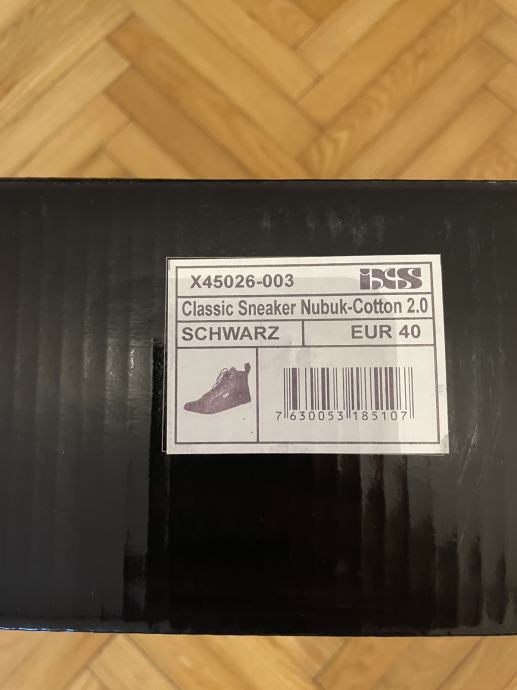 X45026-003 iXS
Classic Sneaker Nubuk-Cotton 2.0
SCHWARZ EUR 40
7 630053 185107